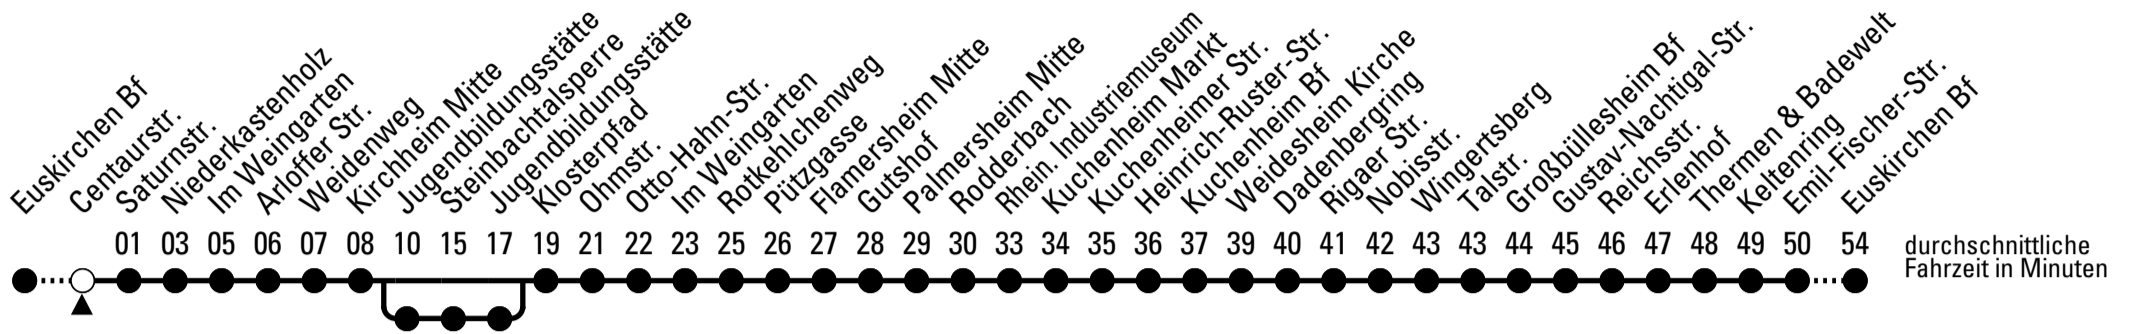 Euskirchen Bf
Centaurstr.
Saturnstr.
Niederkastenholz
Im Weingarten
Arloffer Str.
Weidenweg
Kirchheim Mitte
Jugendbildungsstätte
Steinbachtalsperre
Jugendbildungsstätte
Klosterpfad
Ohmstr.
Otto-Hahn-Str.
Im Weingarten
Rotkehlchenweg
Pützgasse
Flamersheim Mitte
Gutshof
Palmersheim Mitte
Rodderbach
Rhein. Industriemuseum
Kuchenheim Markt
Kuchenheimer Str.
Heinrich-Ruster-Str.
Kuchenheim Bf
Weidesheim Kirche
Dadenbergring
Rigaer Str.
Nobisstr.
Wingertsberg
Talstr.
Großbüllesheim Bf
Gustav-Nachtigal-Str.
Reichsstr.
Erlenhof
Thermen & Badewelt
Keltenring
Emil-Fischer-Str.
Euskirchen Bf
01 03 05 06 07 08 10 15 17 19 21 22 23 25 26 27 28 29 30 33 34 35 36 37 39 40 41 42 43 43 44 45 46 47 48 49 50 54
durchschnittliche
Fahrzeit in Minuten